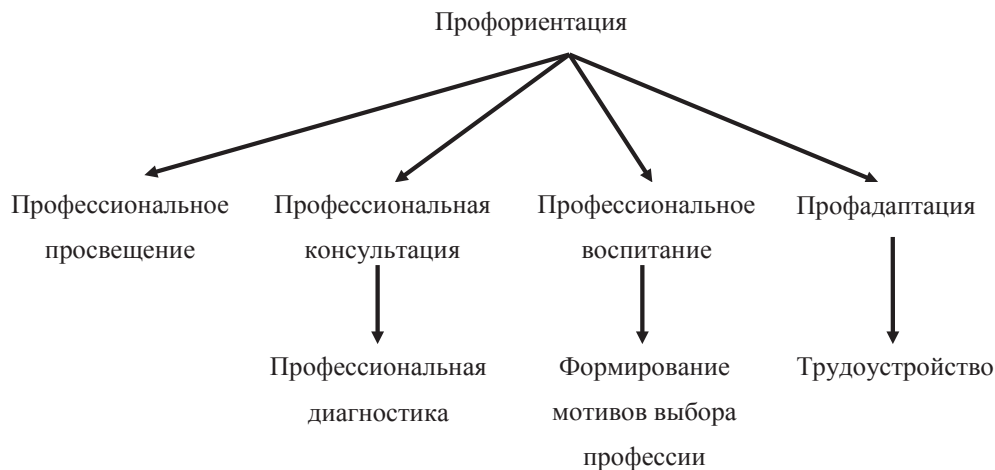 Профориентация
Профессиональное
просвещение
Профессиональная
консультация
Профессиональное
воспитание
Профадаптация
Профессиональная
диагностика
Формирование
мотивов выбора
профессии
Трудоустройство